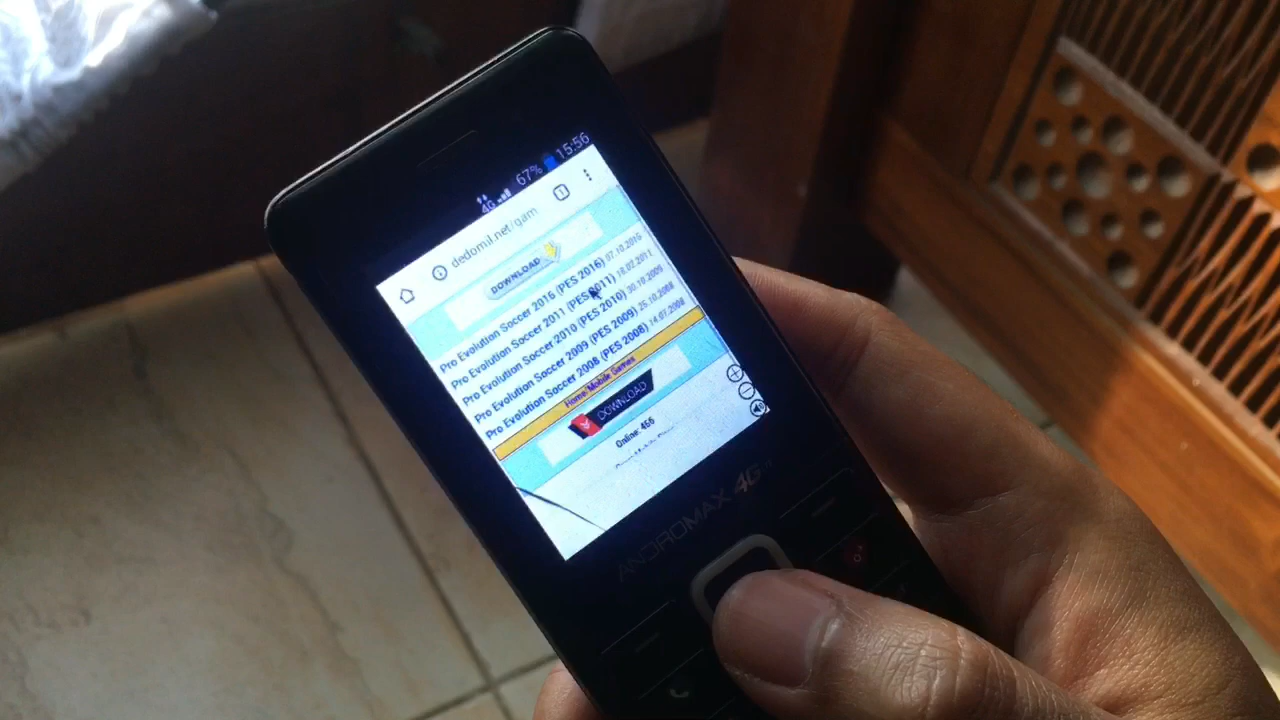 4G 67% 15:56
dedomil.net/gam
DOWNLOAD
Pro Evolution Soccer 2016 (PES 2016) 07.10.2016
Pro Evolution Soccer 2011 (PES 2011) 18.02.2011
Pro Evolution Soccer 2010 (PES 2010) 30.10.2009
Pro Evolution Soccer 2009 (PES 2009) 25.10.2008
Pro Evolution Soccer 2008 (PES 2008) 14.07.2008
Home/Mobile Games
DOWNLOAD
Online: 466
ANDROMAX 4G